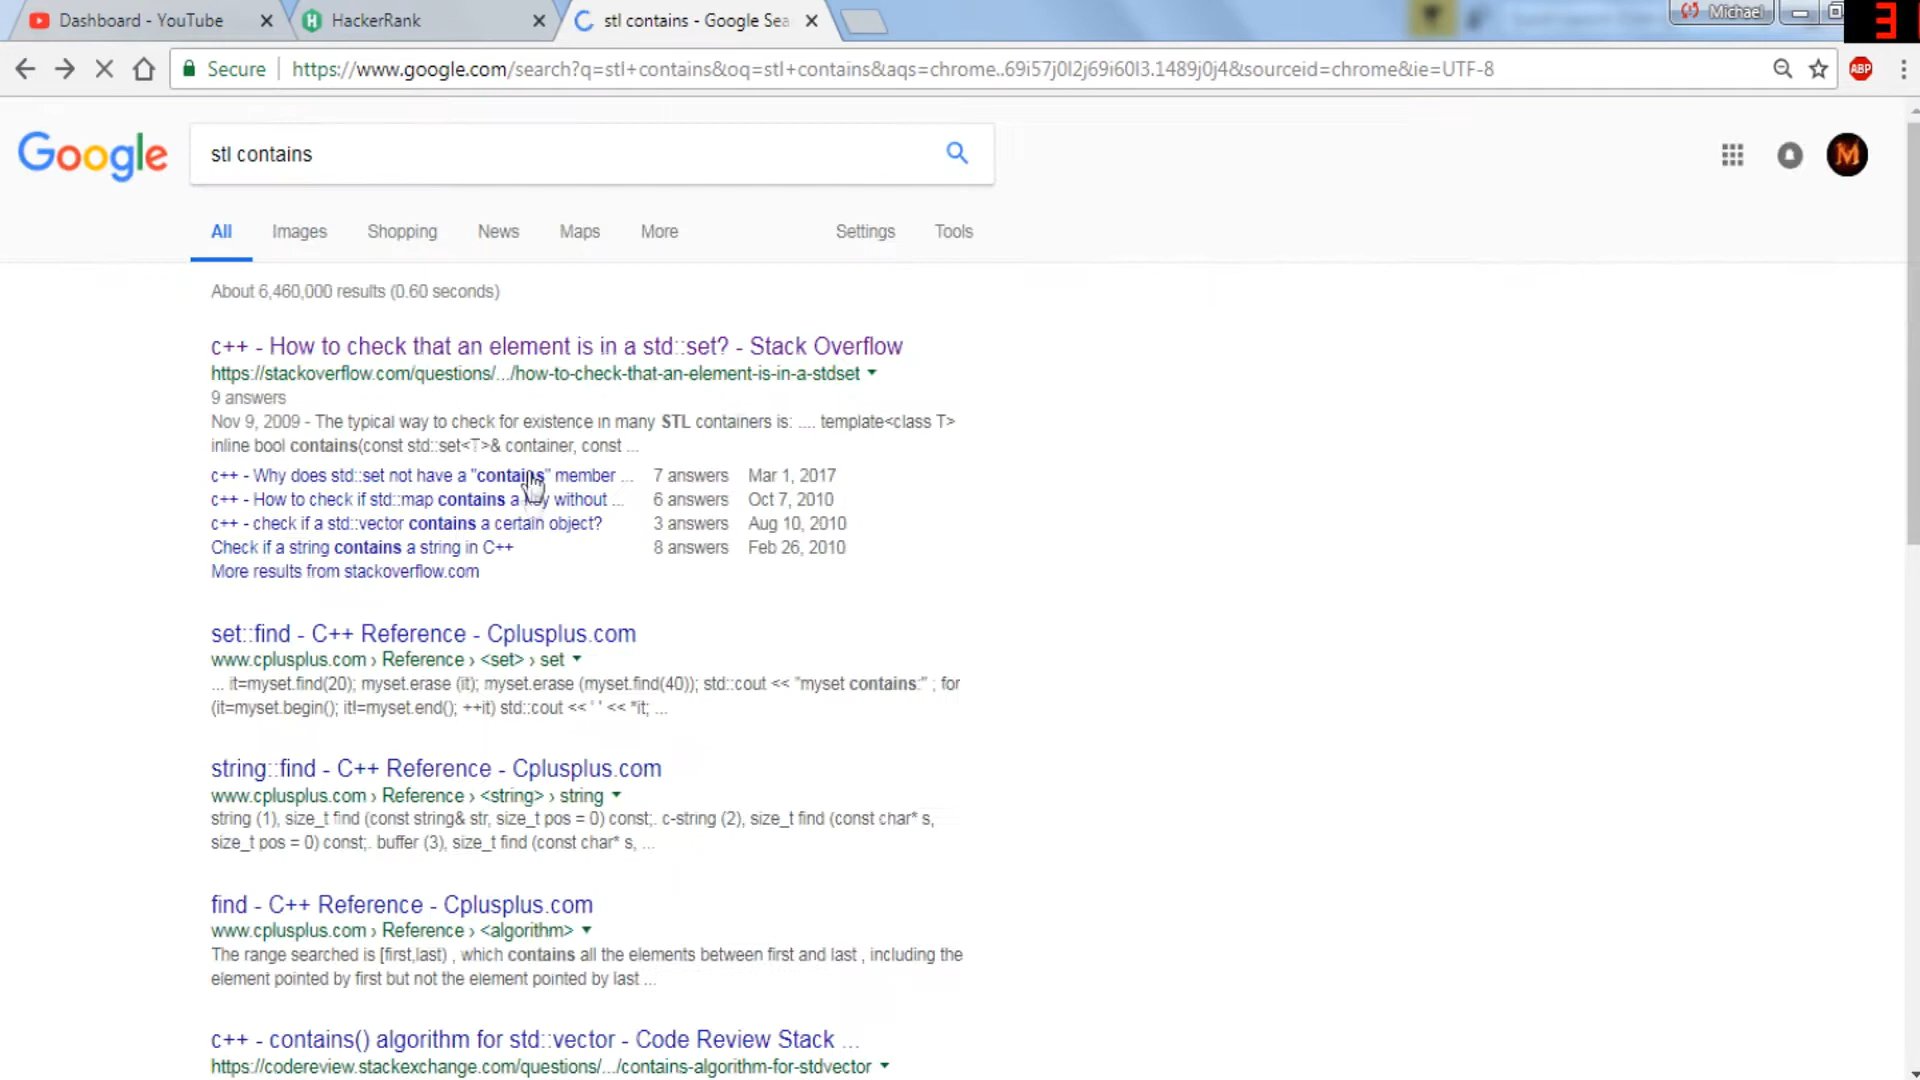 Dashboard - YouTube
HackerRank
stl contains - Google Sea
Michael
3
Secure
https://www.google.com/search?q=stl+contains&oq=stl+contains&aqs=chrome..69i57j0l2j69i60l3.1489j0j4&sourceid=chrome&ie=UTF-8
ABP
Google
stl contains
M
All Images Shopping News Maps More Settings Tools
About 6,460,000 results (0.60 seconds)
c++ - How to check that an element is in a std::set? - Stack Overflow
https://stackoverflow.com/questions/.../how-to-check-that-an-element-is-in-a-stdset
9 answers
Nov 9, 2009 - The typical way to check for existence in many STL containers is: .... template<class T>
inline bool contains(const std::set<T>& container, const ...
c++ - Why does std::set not have a "contains" member ... 7 answers Mar 1, 2017
c++ - How to check if std::map contains a key without ... 6 answers Oct 7, 2010
c++ - check if a std::vector contains a certain object? 3 answers Aug 10, 2010
Check if a string contains a string in C++ 8 answers Feb 26, 2010
More results from stackoverflow.com
set::find - C++ Reference - Cplusplus.com
www.cplusplus.com › Reference › <set> › set
... it=myset.find(20); myset.erase (it); myset.erase (myset.find(40)); std::cout << "myset contains:" ; for
(it=myset.begin(); it!=myset.end(); ++it) std::cout << ' ' << *it; ...
string::find - C++ Reference - Cplusplus.com
www.cplusplus.com › Reference › <string> › string
string (1), size_t find (const string& str, size_t pos = 0) const;. c-string (2), size_t find (const char* s,
size_t pos = 0) const;. buffer (3), size_t find (const char* s, ...
find - C++ Reference - Cplusplus.com
www.cplusplus.com › Reference › <algorithm>
The range searched is [first,last) , which contains all the elements between first and last , including the
element pointed by first but not the element pointed by last ...
c++ - contains() algorithm for std::vector - Code Review Stack ...
https://codereview.stackexchange.com/questions/.../contains-algorithm-for-stdvector